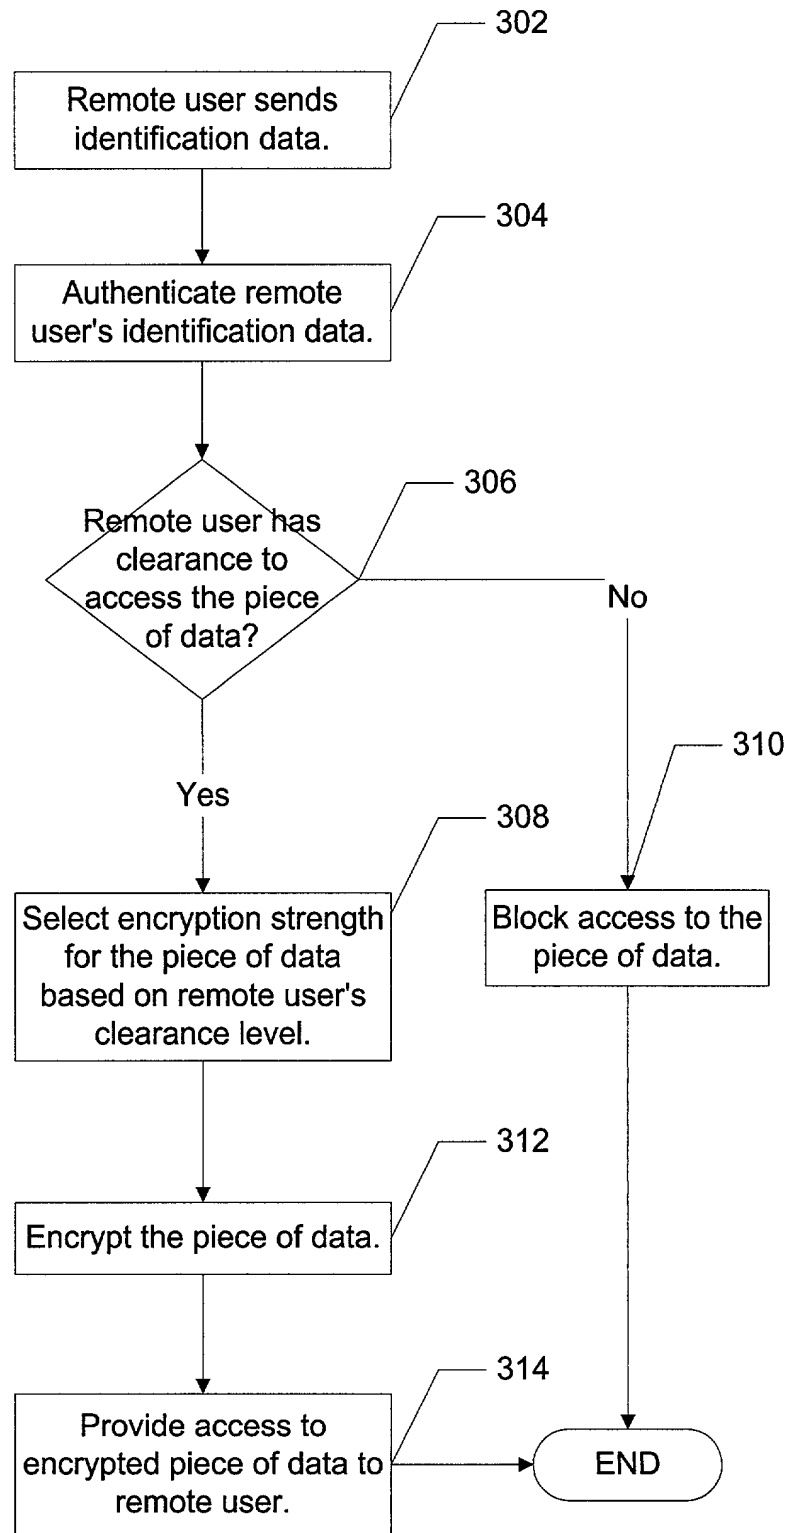 302
Remote user sends
identification data.
304
Authenticate remote
user's identification data.
306
Remote user has
clearance to
access the piece
of data?
No
Yes
310
308
Select encryption strength
for the piece of data
based on remote user's
clearance level.
Block access to the
piece of data.
312
Encrypt the piece of data.
314
Provide access to
encrypted piece of data to
remote user.
END